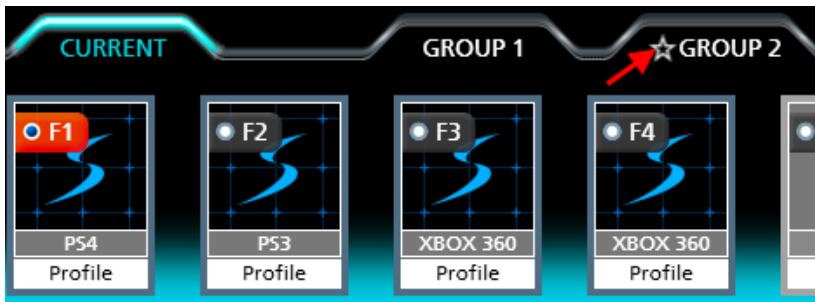 CURRENT GROUP 1 GROUP 2
F1 F2 F3 F4
PS4 PS3 XBOX 360 XBOX 360
Profile Profile Profile Profile